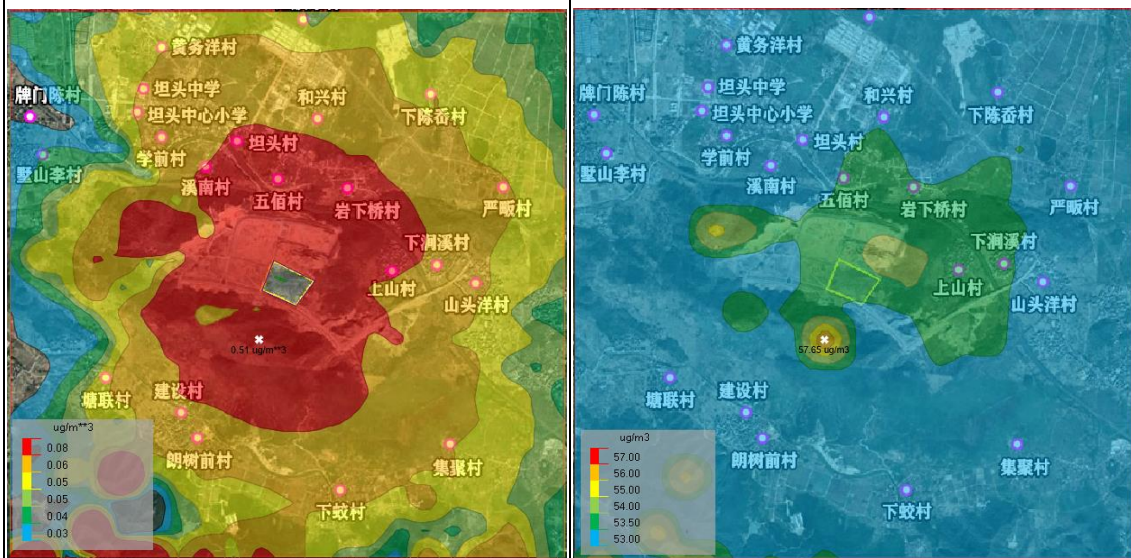 黄务洋村
牌门陈村
坦头中学
和兴村
坦头中心小学
下陈岙村
坦头村
学前村
墅山李村
溪南村
五佰村
岩下桥村
严畈村
下涧溪村
上山村
山头洋村
0.51 ug/m**3
建设村
塘联村
朗树前村
集聚村
下蛟村
ug/m**3
0.08
0.06
0.05
0.05
0.04
0.03
黄务洋村
牌门陈村
坦头中学
和兴村
坦头中心小学
下陈岙村
坦头村
学前村
墅山李村
溪南村
五佰村
岩下桥村
严畈村
下涧溪村
上山村
山头洋村
57.65 ug/m3
建设村
塘联村
朗树前村
集聚村
下蛟村
ug/m3
57.00
56.00
55.00
54.00
53.50
53.00